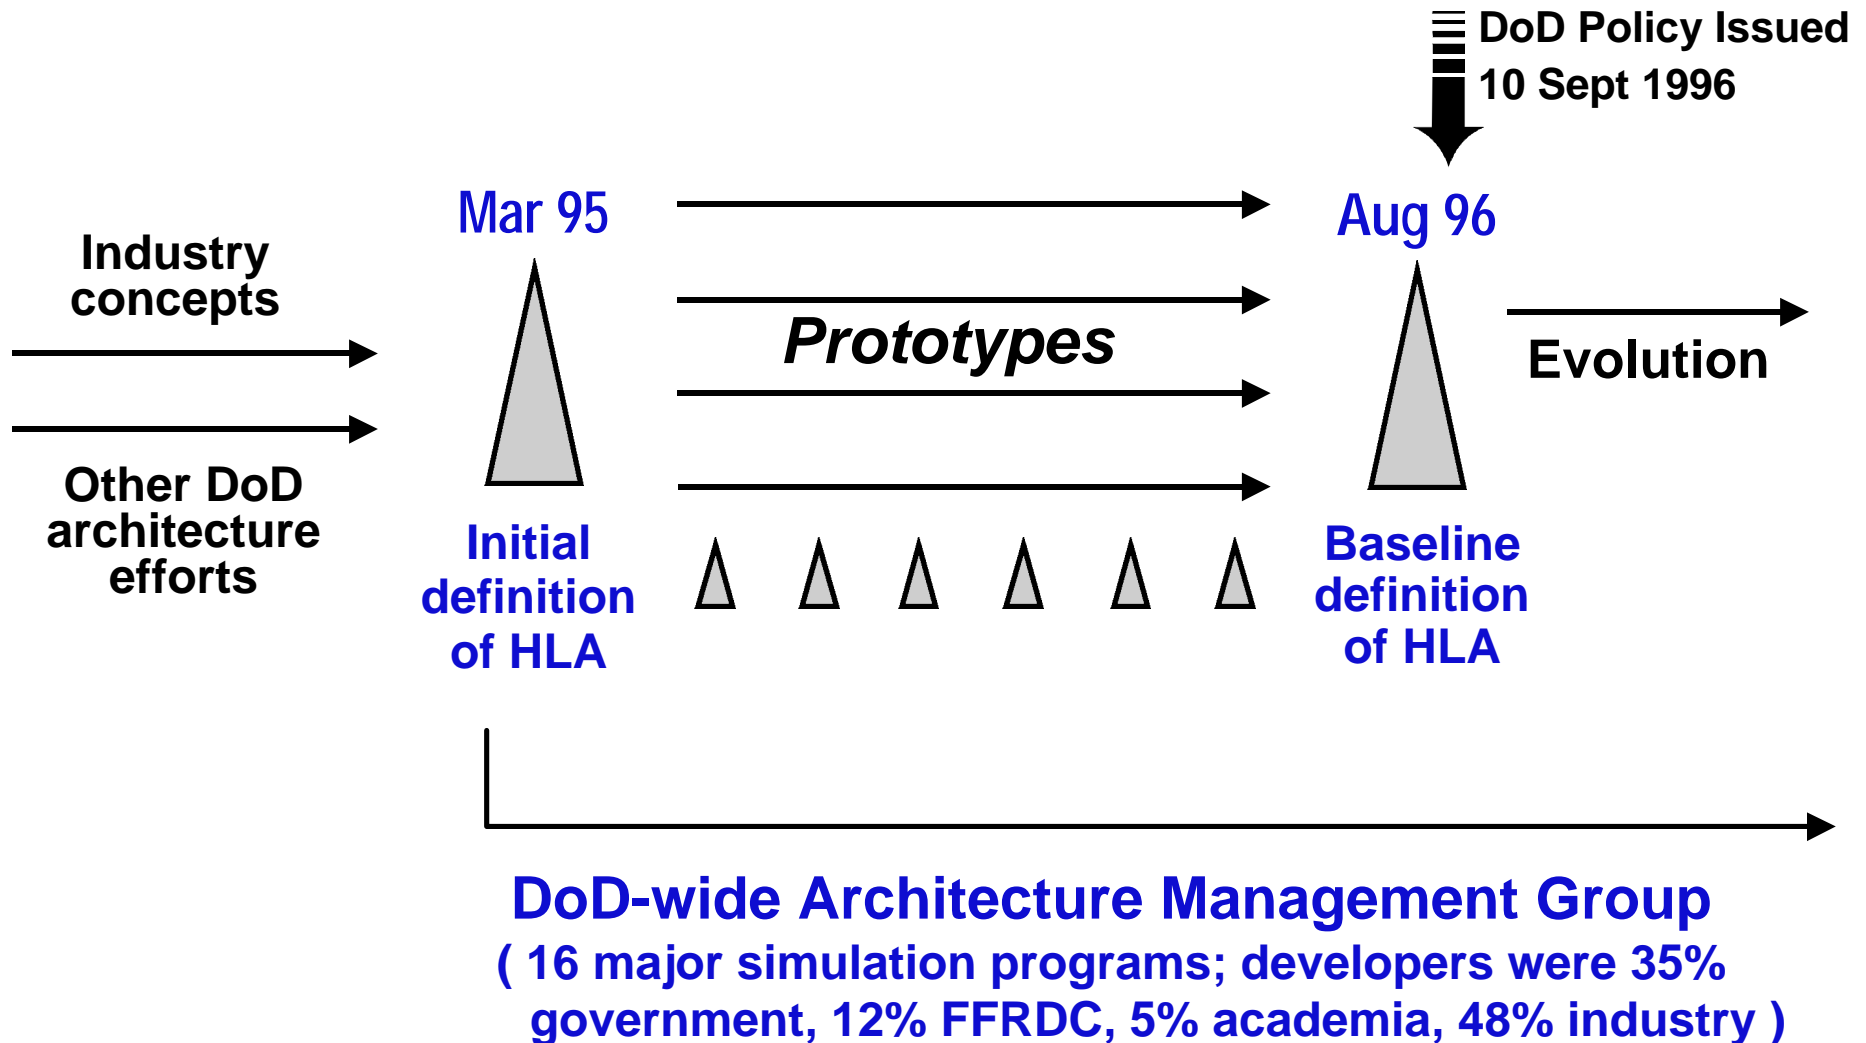 DoD Policy Issued
10 Sept 1996
Mar 95
Aug 96
Industry
concepts
Prototypes
Evolution
Other DoD
architecture
efforts
Initial
definition
of HLA
Baseline
definition
of HLA
DoD-wide Architecture Management Group
( 16 major simulation programs; developers were 35%
government, 12% FFRDC, 5% academia, 48% industry )